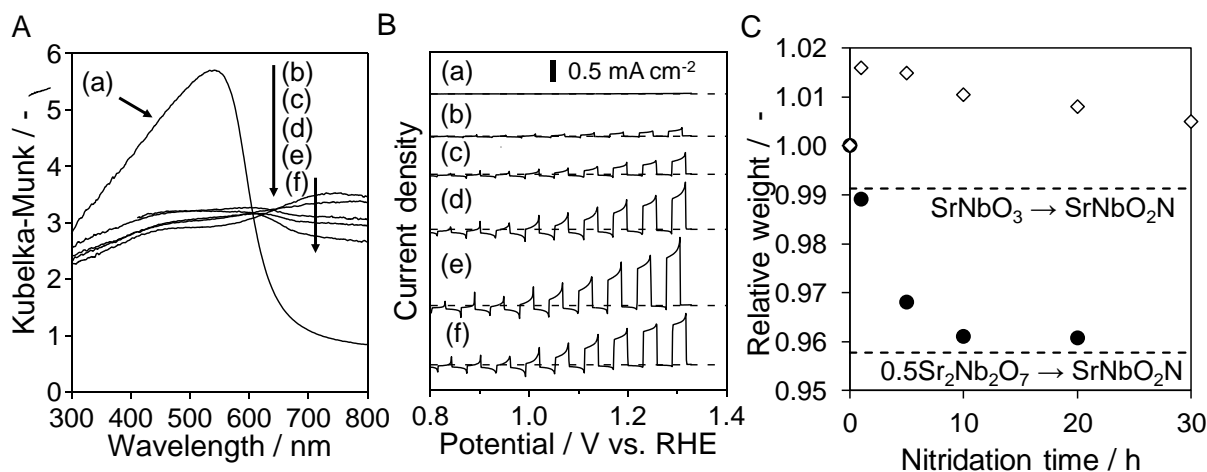 A
Kubelka-Munk / -
6
5
4
3
2
1
0
(a)
(b)
(c)
(d)
(e)
(f)
300 400 500 600 700 800
Wavelength / nm
B
Current density
(a)
0.5 mA cm-2
(b)
(c)
(d)
(e)
(f)
0.8 1.0 1.2 1.4
Potential / V vs. RHE
C
Relative weight / -
1.02
1.01
1.00
0.99
0.98
0.97
0.96
0.95
SrNbO3 → SrNbO2N
0.5Sr2Nb2O7 → SrNbO2N
0 10 20 30
Nitridation time / h